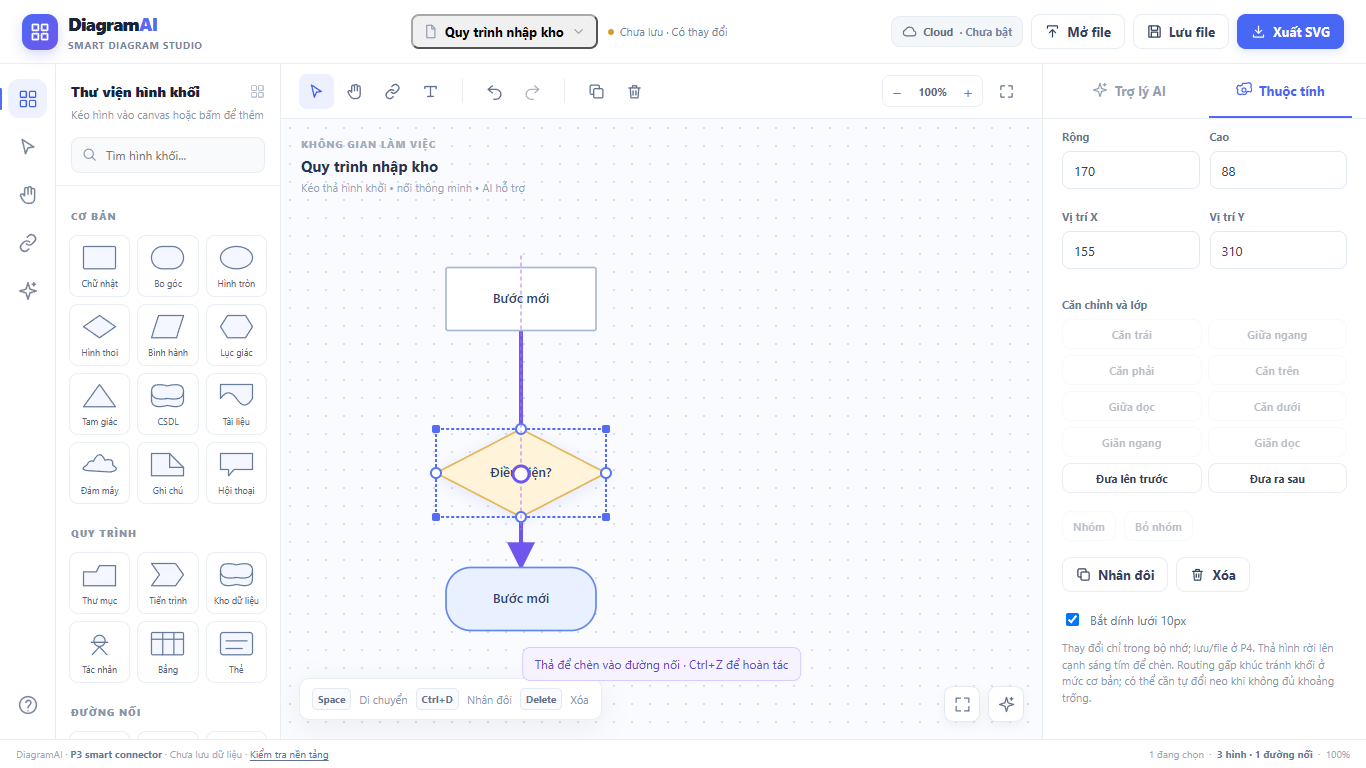 DiagramAI
SMART DIAGRAM STUDIO
Quy trình nhập kho
Chưa lưu · Có thay đổi
Cloud · Chưa bật
Mở file
Lưu file
Xuất SVG
Thư viện hình khối
Kéo hình vào canvas hoặc bấm để thêm
Tìm hình khối...
CƠ BẢN
Chữ nhật
Bo góc
Hình tròn
Hình thoi
Bình hành
Lục giác
Tam giác
CSDL
Tài liệu
Đám mây
Ghi chú
Hội thoại
QUY TRÌNH
Thư mục
Tiến trình
Kho dữ liệu
Tác nhân
Bảng
Thẻ
ĐƯỜNG NỐI
100%
KHÔNG GIAN LÀM VIỆC
Quy trình nhập kho
Kéo thả hình khối • nối thông minh • AI hỗ trợ
Bước mới
Bước mới
Thả để chèn vào đường nối · Ctrl+Z để hoàn tác
Space Di chuyển Ctrl+D Nhân đôi Delete Xóa
Trợ lý AI
Thuộc tính
Rộng
Cao
170
88
Vị trí X
Vị trí Y
155
310
Căn chỉnh và lớp
Căn trái
Giữa ngang
Căn phải
Căn trên
Giữa dọc
Căn dưới
Giãn ngang
Giãn dọc
Đưa lên trước
Đưa ra sau
Nhóm
Bỏ nhóm
Nhân đôi
Xóa
Bắt dính lưới 10px
Thay đổi chỉ trong bộ nhớ; lưu/file ở P4. Thả hình rời lên
cạnh sáng tím để chèn. Routing gấp khúc tránh khối ở
mức cơ bản; có thể cần tự đổi neo khi không đủ khoảng
trống.
DiagramAI · P3 smart connector · Chưa lưu dữ liệu · Kiểm tra nền tảng
1 đang chọn · 3 hình · 1 đường nối · 100%